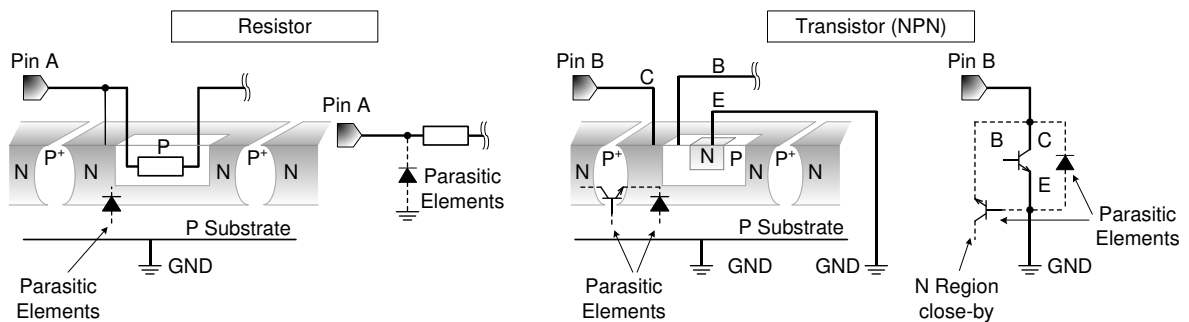 Resistor
Transistor (NPN)
Pin A
Pin A
P
N
P+
N
N
P+
N
Parasitic
Elements
P Substrate
GND
Parasitic
Elements
Pin B
C
B
E
N
P+
N
N
P
N
P+
N
P Substrate
GND
GND
Parasitic
Elements
Pin B
B
C
E
Parasitic
Elements
GND
N Region
close-by